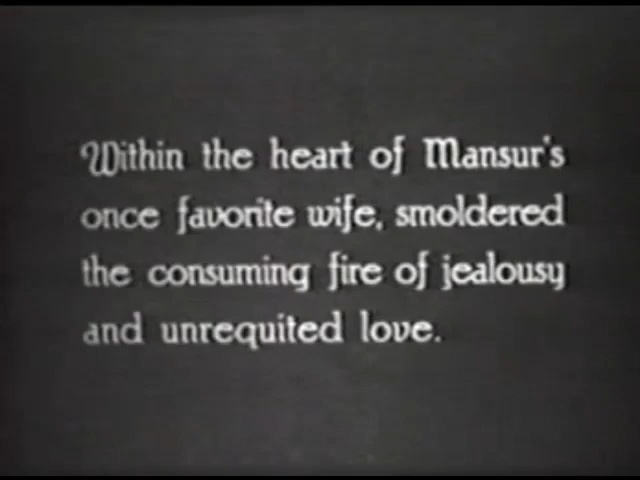 Within the heart of Mansur's
once favorite wife, smoldered
the consuming fire of jealousy
and unrequited love.